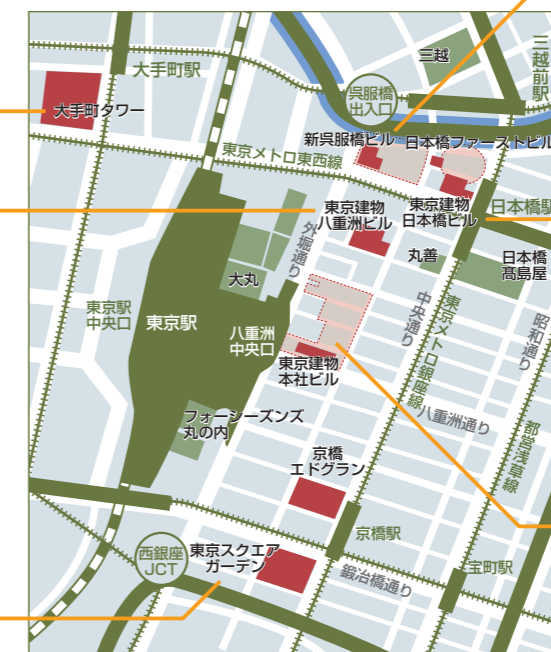 三越
三越前駅
大手町駅
呉服橋
出入口
大手町タワー
新呉服橋ビル
日本橋ファーストビル
東京メトロ東西線
東京建物
八重洲ビル
東京建物
日本橋ビル
日本橋駅
外堀通り
丸善
日本橋
髙島屋
大丸
中央通り
東京メトロ銀座線
昭和通り
東京駅
中央口
東京駅
八重洲
中央口
東京建物
本社ビル
八重洲通り
フォーシーズンズ
丸の内
都営浅草線
京橋
エドグラン
京橋駅
西銀座
JCT
東京スクエア
ガーデン
鍛冶橋通り
宝町駅